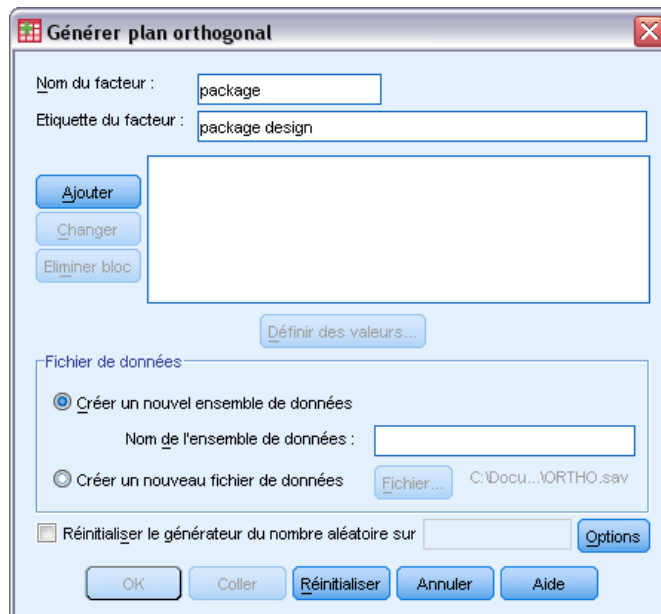 Générer plan orthogonal
Nom du facteur :
package
Etiquette du facteur :
package design
Ajouter
Changer
Eliminer bloc
Définir des valeurs...
Fichier de données
Créer un nouvel ensemble de données
Nom de l'ensemble de données :
Créer un nouveau fichier de données
Fichier...
C:\Docu...\ORTHO.sav
Réinitialiser le générateur du nombre aléatoire sur
Options
OK
Coller
Réinitialiser
Annuler
Aide